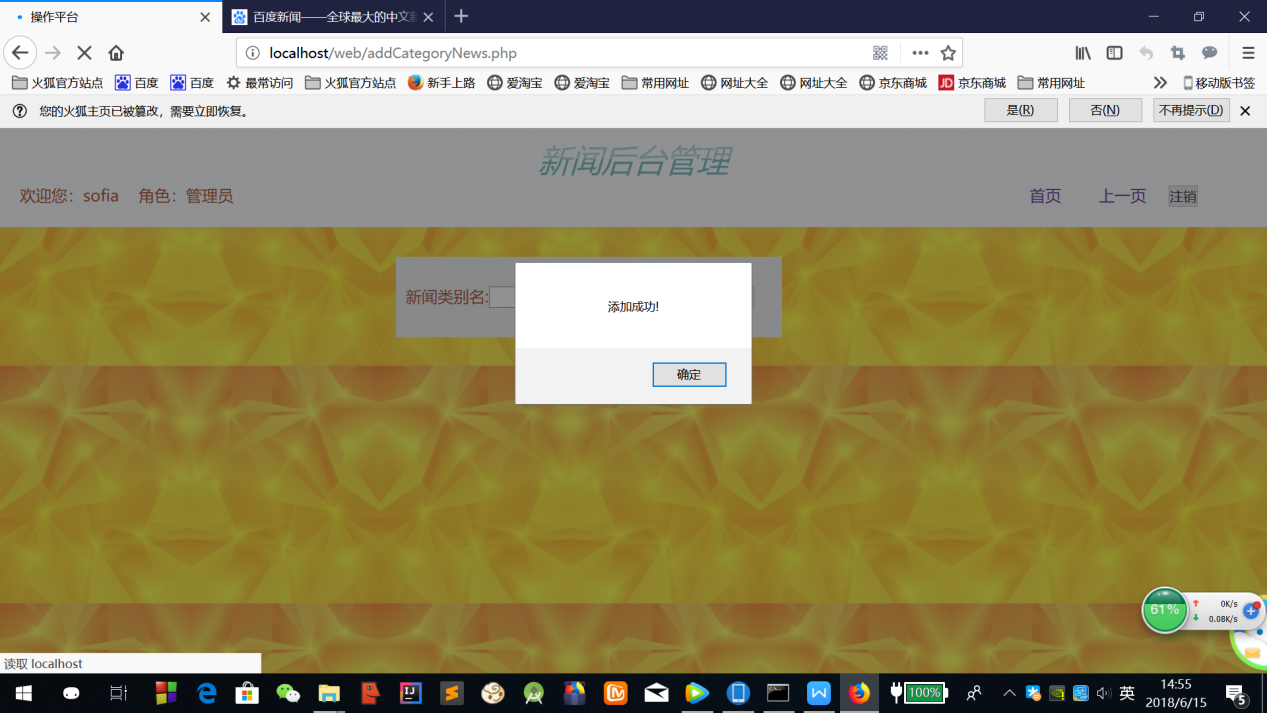 操作平台
百度新闻——全球最大的中文新
localhost/web/addCategoryNews.php
火狐官方站点 百度 百度 最常访问 火狐官方站点 新手上路 爱淘宝 爱淘宝 常用网址 网址大全 网址大全 京东商城 JD 京东商城 常用网址 移动版书签
您的火狐主页已被篡改，需要立即恢复。 是(R) 否(N) 不再提示(D)
新闻后台管理
欢迎您：sofia 角色：管理员 首页 上一页 注销
新闻类别名:
添加成功!
确定
61% 0K/s
0.08K/s
读取 localhost
100% 英 14:55
2018/6/15 5